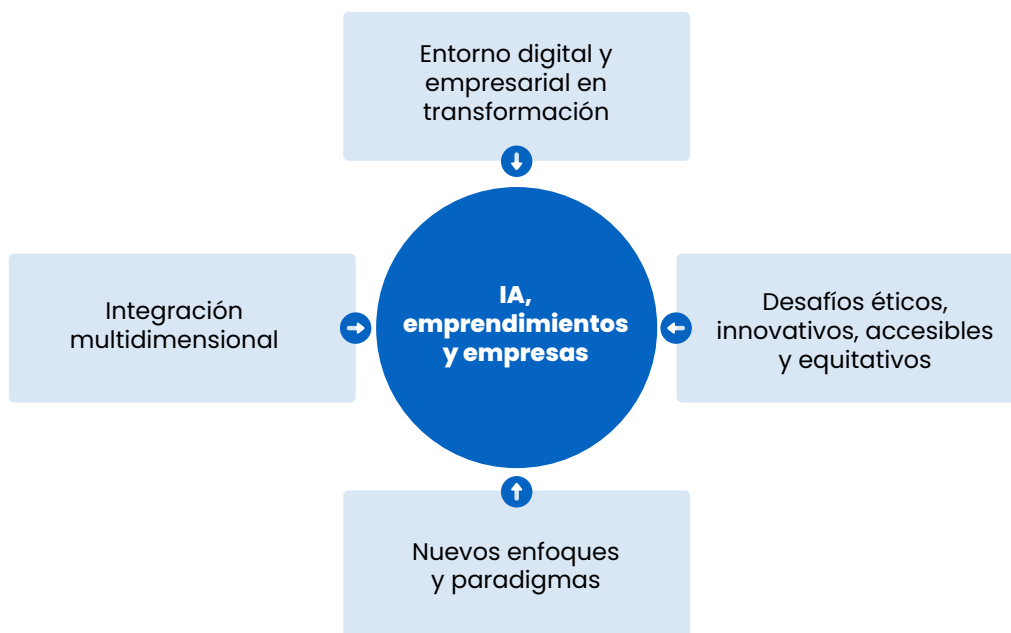 Entorno digital y
empresarial en
transformación
Integración
multidimensional
IA,
emprendimientos
y empresas
Desafíos éticos,
innovativos, accesibles
y equitativos
Nuevos enfoques
y paradigmas